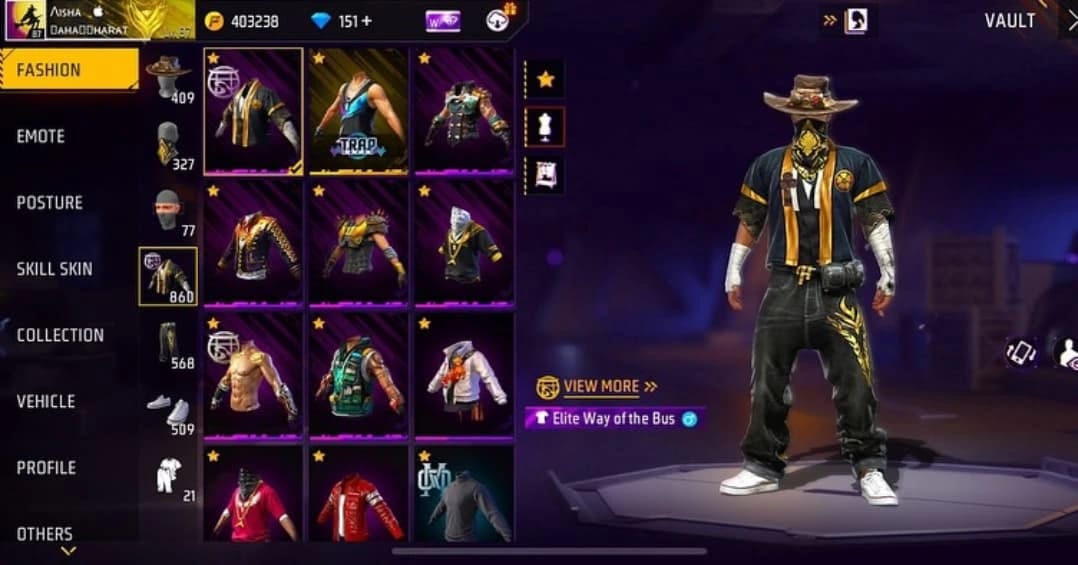 AISHA
87
403238
151+
W
VAULT
FASHION
EMOTE
POSTURE
SKILL SKIN
COLLECTION
VEHICLE
PROFILE
OTHERS
409
327
77
860
568
509
21
TRAP
VIEW MORE >>
Elite Way of the Bus